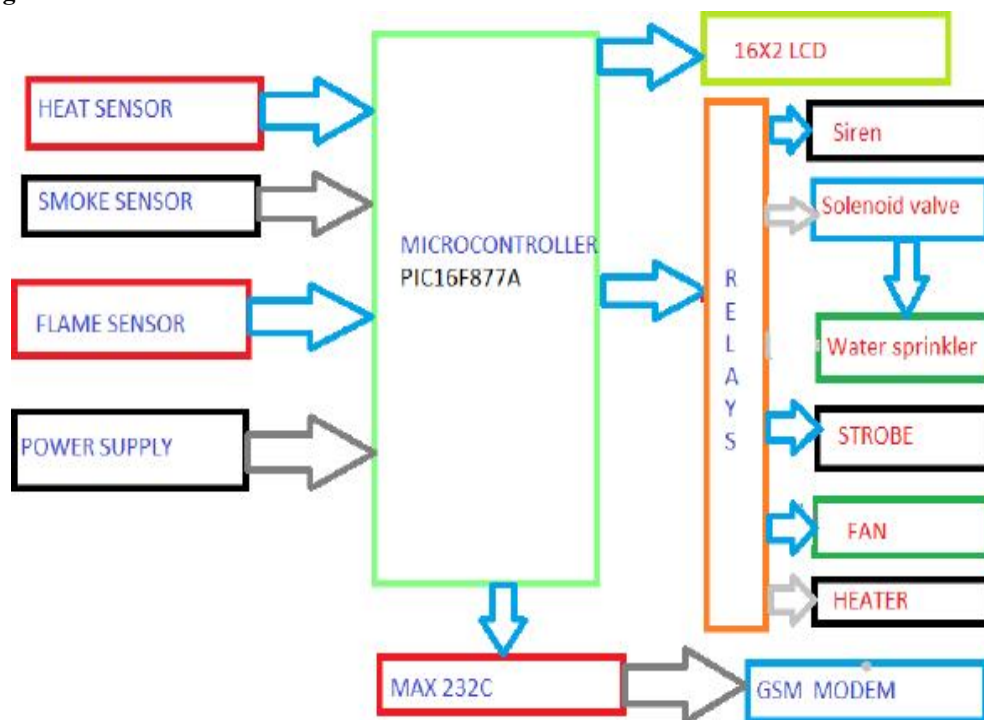 g
16X2 LCD
HEAT SENSOR
Siren
SMOKE SENSOR
Solenoid valve
MICROCONTROLLER
PIC16F877A
R
E
L
A
Y
S
FLAME SENSOR
Water sprinkler
POWER SUPPLY
STROBE
FAN
HEATER
MAX 232C
GSM MODEM